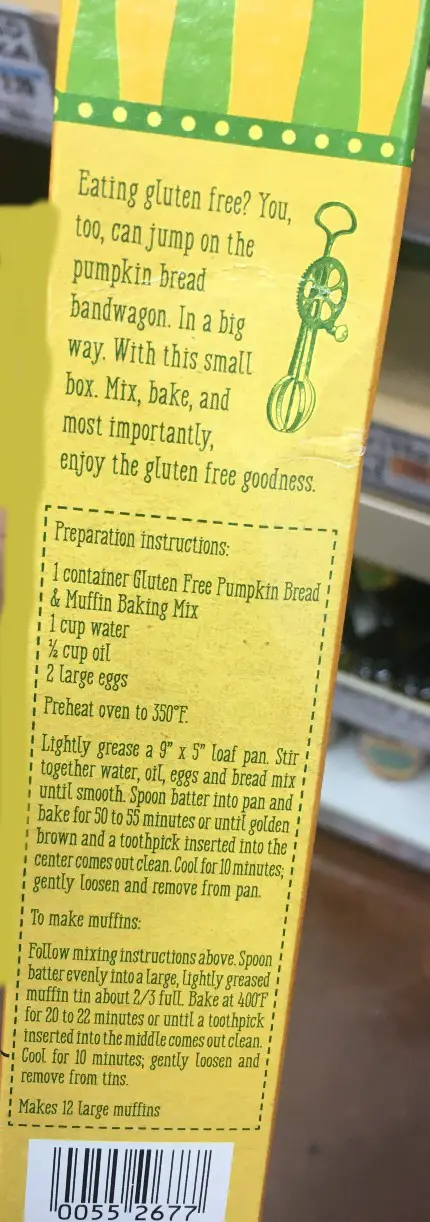 Eating gluten free? You,
too, can jump on the
pumpkin bread
bandwagon. In a big
way. With this small
box. Mix, bake, and
most importantly,
enjoy the gluten free goodness.
Preparation instructions:
1 container Gluten Free Pumpkin Bread
& Muffin Baking Mix
1 cup water
½ cup oil
2 large eggs
Preheat oven to 350°F.
Lightly grease a 9” x 5” loaf pan. Stir
together water, oil, eggs and bread mix
until smooth. Spoon batter into pan and
bake for 50 to 55 minutes or until golden
brown and a toothpick inserted into the
center comes out clean. Cool for 10 minutes;
gently loosen and remove from pan.
To make muffins:
Follow mixing instructions above. Spoon
batter evenly into a large, lightly greased
muffin tin about 2/3 full. Bake at 400°F
for 20 to 22 minutes or until a toothpick
inserted into the middle comes out clean.
Cool for 10 minutes; gently loosen and
remove from tins.
Makes 12 large muffins
0055 2677